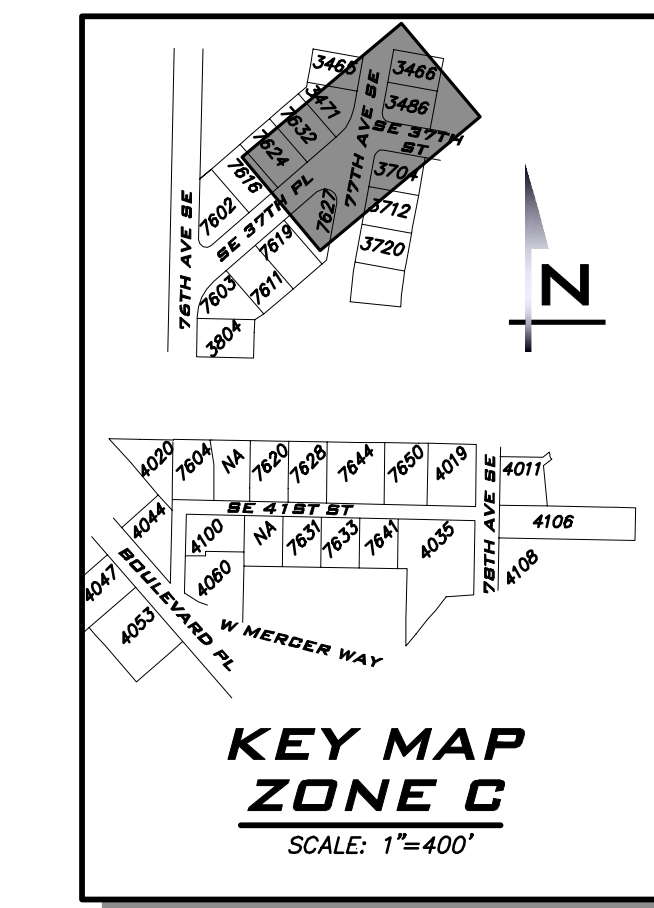 3465
3466
3471
3486
7632
77TH AVE SE
SE 37TH
ST
7624
3704
7616
7627
3712
7602
SE 37TH PL
7619
3720
76TH AVE SE
7603
7611
3804
N
4020
7604
NA
7620
7628
7644
7650
4019
78TH AVE SE
4011
SE 41ST ST
4044
4100
NA
7631
7633
7641
4035
4106
4108
BOULEVARD PL
4047
4060
4053
W MERCER WAY
KEY MAP
ZONE C
SCALE: 1"=400'